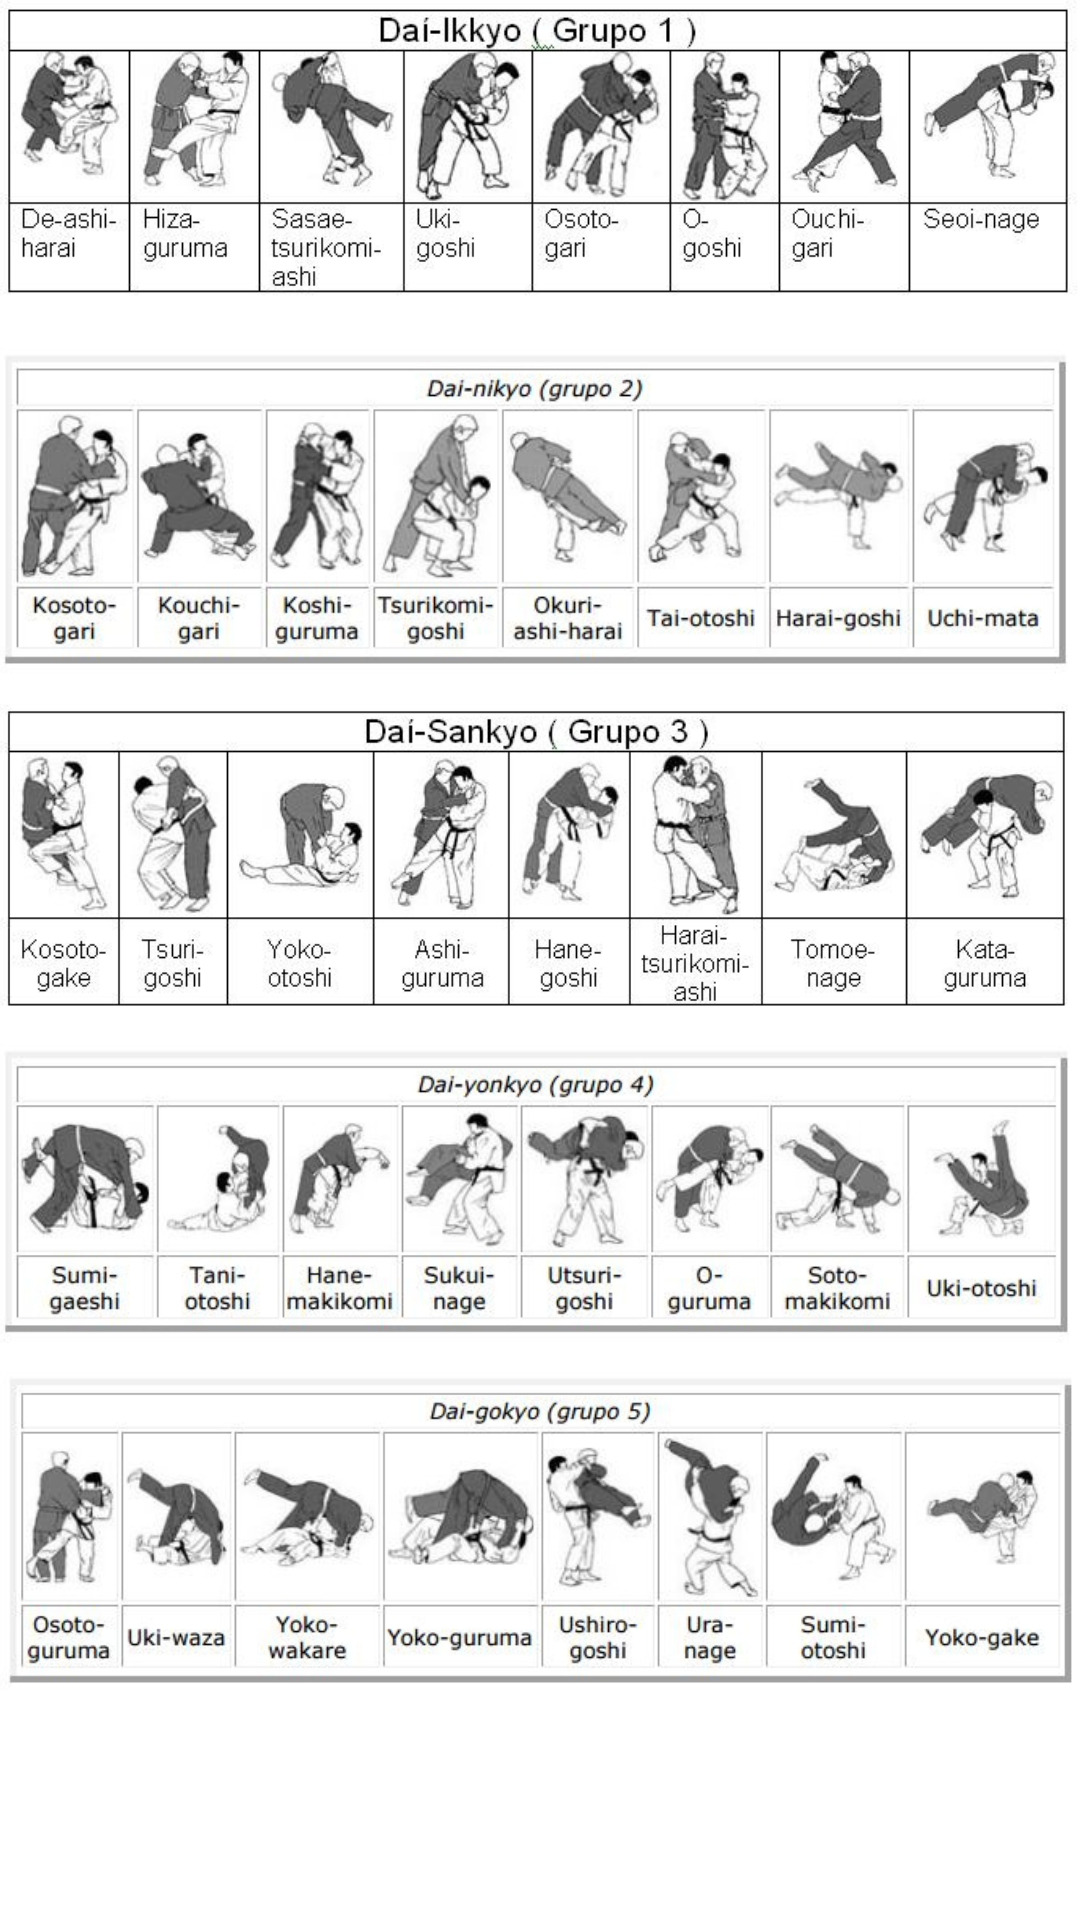 Daí-Ikkyo ( Grupo 1 )
De-ashi-
harai
Hiza-
guruma
Sasae-
tsurikomi-
ashi
Uki-
goshi
Osoto-
gari
O-
goshi
Ouchi-
gari
Seoi-nage
Dai-nikyo (grupo 2)
Kosoto-
gari
Kouchi-
gari
Koshi-
guruma
Tsurikomi-
goshi
Okuri-
ashi-harai
Tai-otoshi
Harai-goshi
Uchi-mata
Daí-Sankyo ( Grupo 3 )
Kosoto-
gake
Tsuri-
goshi
Yoko-
otoshi
Ashi-
guruma
Hane-
goshi
Harai-
tsurikomi-
ashi
Tomoe-
nage
Kata-
guruma
Dai-yonkyo (grupo 4)
Sumi-
gaeshi
Tani-
otoshi
Hane-
makikomi
Sukui-
nage
Utsuri-
goshi
O-
guruma
Soto-
makikomi
Uki-otoshi
Dai-gokyo (grupo 5)
Osoto-
guruma
Uki-waza
Yoko-
wakare
Yoko-guruma
Ushiro-
goshi
Ura-
nage
Sumi-
otoshi
Yoko-gake